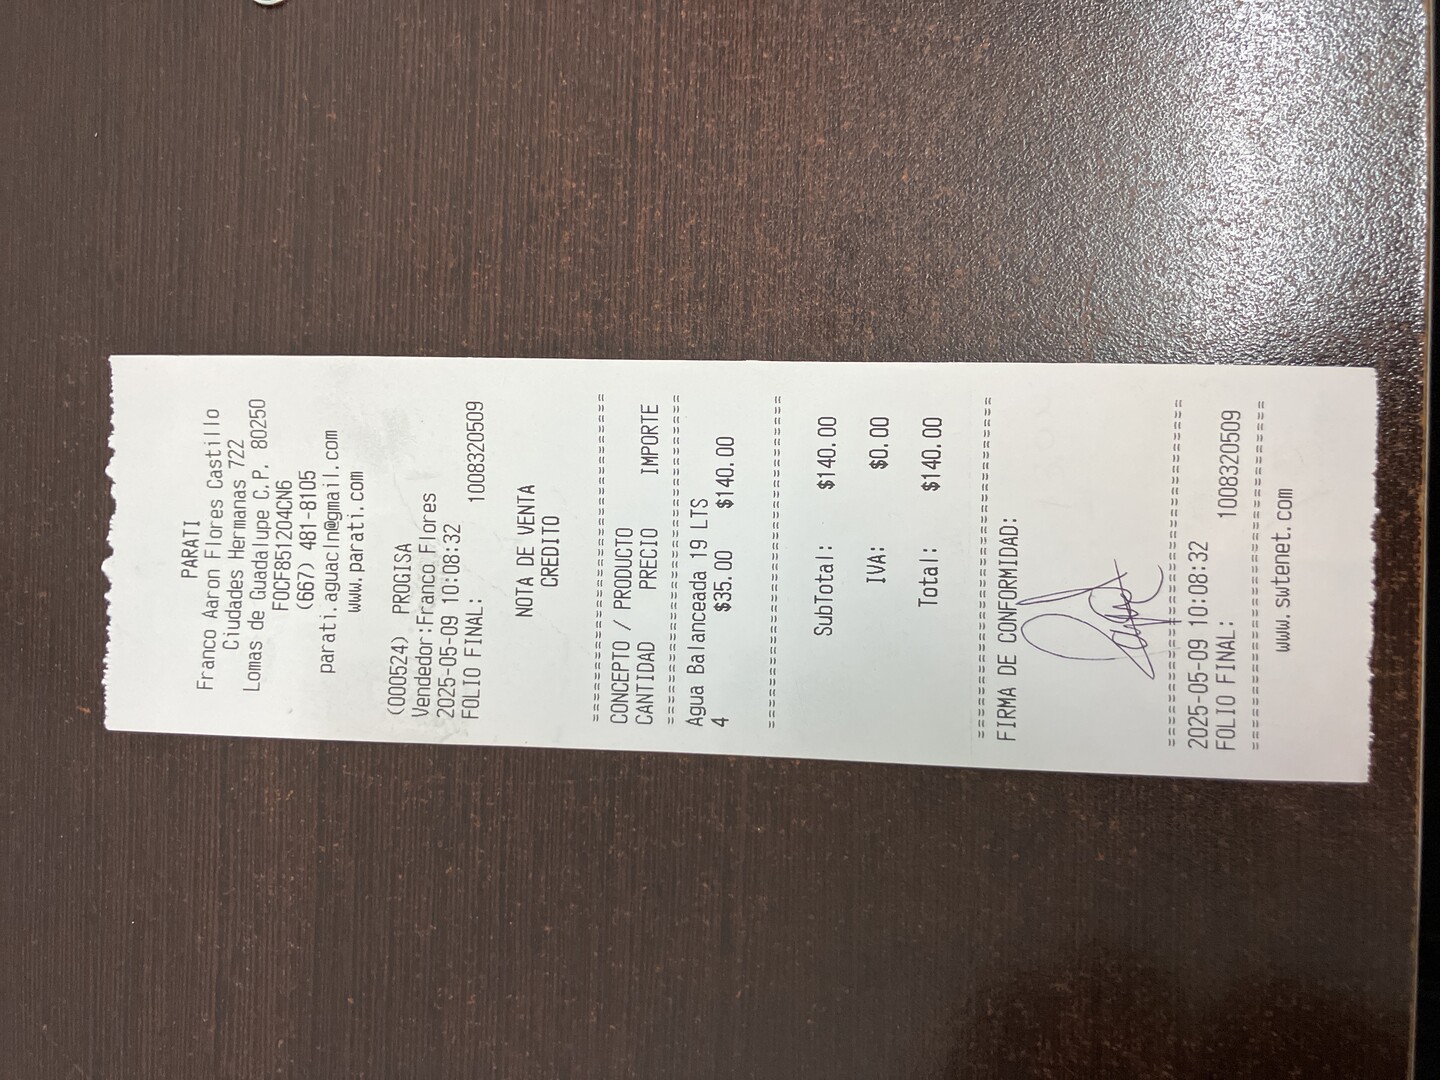 PARATI
Franco Aaron Flores Castillo
Ciudades Hermanas 722
Lomas de Guadalupe C.P. 80250
FOCF851204CN6
(667) 481-8105
parati.aguacln@gmail.com
www.parati.com
(000524) PROGISA
Vendedor:Franco Flores
2025-05-09 10:08:32
FOLIO FINAL: 1008320509
NOTA DE VENTA
CREDITO
==============================
CONCEPTO / PRODUCTO
CANTIDAD PRECIO IMPORTE
==============================
Agua Balanceada 19 LTS
4 $35.00 $140.00
==============================
SubTotal: $140.00
IVA: $0.00
Total: $140.00
==============================
FIRMA DE CONFORMIDAD:
==============================
2025-05-09 10:08:32
FOLIO FINAL: 1008320509
==============================
www.swtenet.com